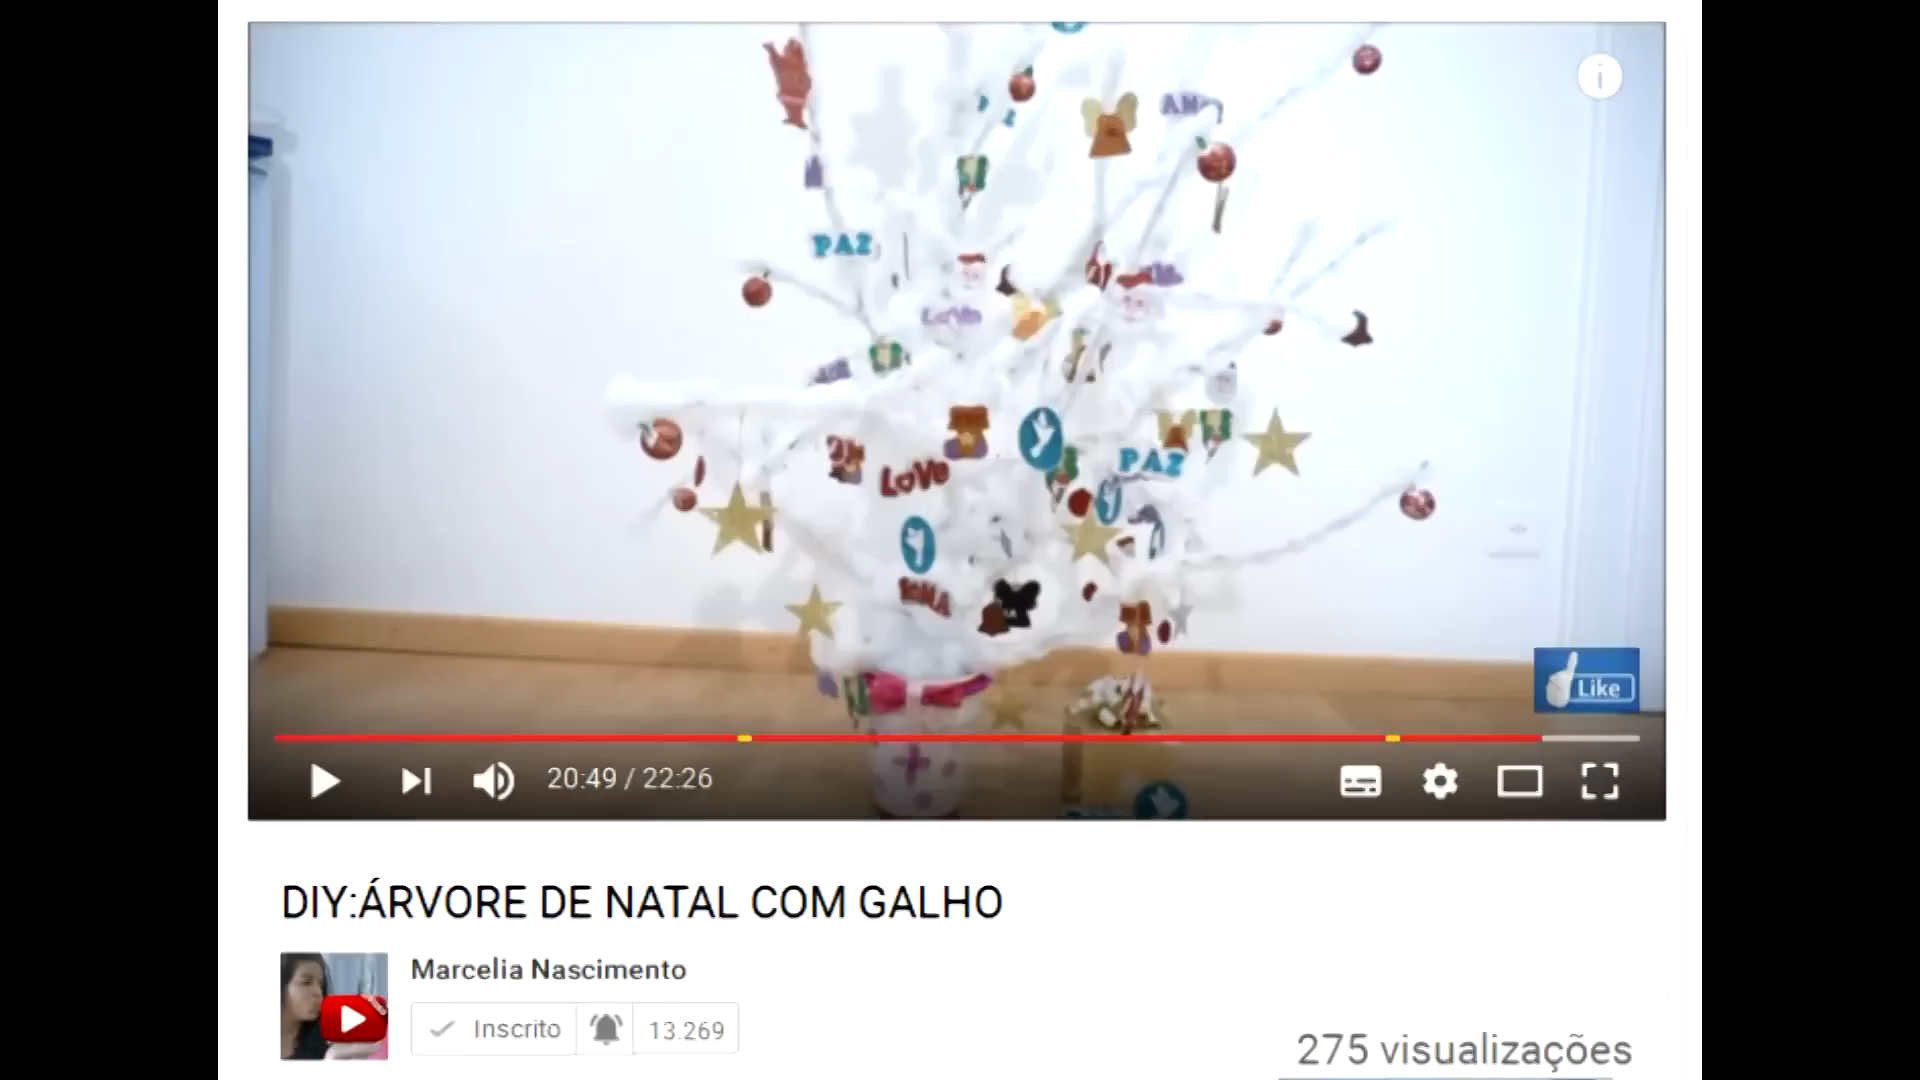 PAZ
LoVe
LoVe
PAZ
Like
20:49 / 22:26
DIY:ÁRVORE DE NATAL COM GALHO
Marcelia Nascimento
Inscrito 13.269
275 visualizações